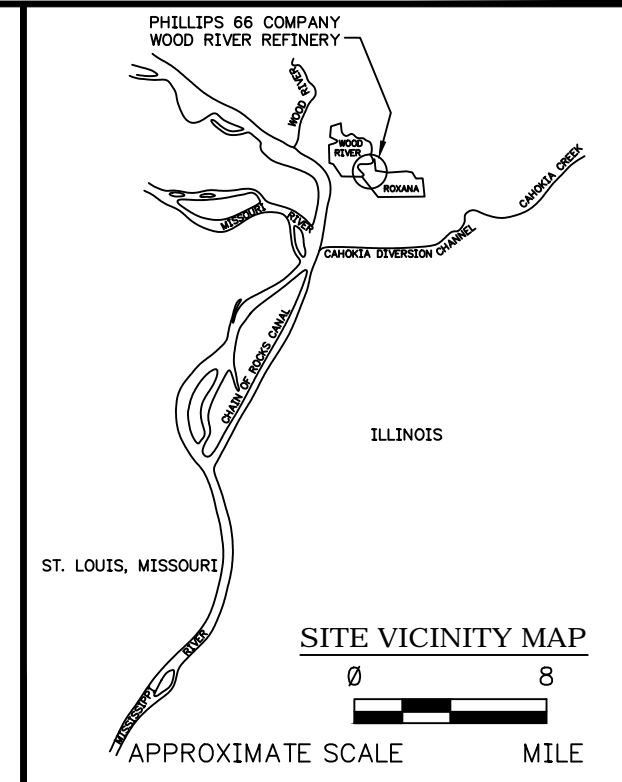 PHILLIPS 66 COMPANY
WOOD RIVER REFINERY
WOOD RIVER
WOOD
RIVER
ROXANA
CAHOKIA CREEK
MISSOURI RIVER
CAHOKIA DIVERSION CHANNEL
CHAIN OF ROCKS CANAL
ILLINOIS
ST. LOUIS, MISSOURI
MISSISSIPPI RIVER
SITE VICINITY MAP
0 8
APPROXIMATE SCALE MILE